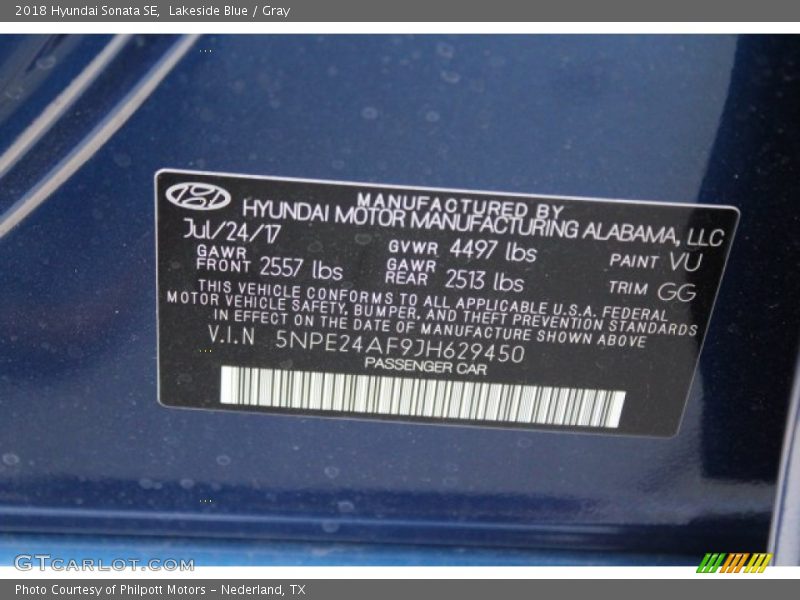 2018 Hyundai Sonata SE, Lakeside Blue / Gray
MANUFACTURED BY
HYUNDAI MOTOR MANUFACTURING ALABAMA, LLC
Jul/24/17
GVWR 4497 lbs
PAINT VU
GAWR FRONT 2557 lbs
GAWR REAR 2513 lbs
TRIM GG
THIS VEHICLE CONFORMS TO ALL APPLICABLE U.S.A. FEDERAL
MOTOR VEHICLE SAFETY, BUMPER, AND THEFT PREVENTION STANDARDS
IN EFFECT ON THE DATE OF MANUFACTURE SHOWN ABOVE
V.I.N 5NPE24AF9JH629450
PASSENGER CAR
GTCARLOT.COM
Photo Courtesy of Philpott Motors - Nederland, TX